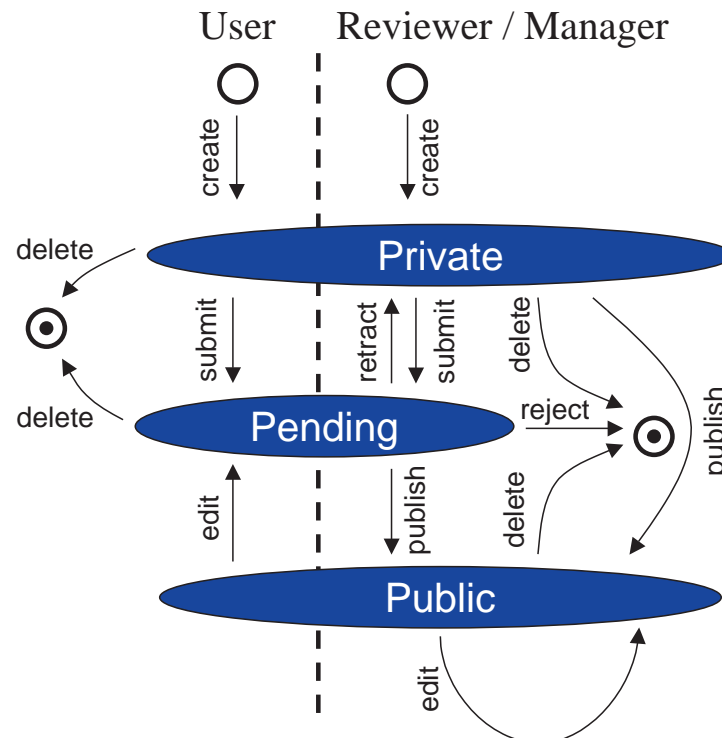 User
Reviewer / Manager
create
create
Private
delete
submit
retract
submit
delete
publish
delete
Pending
reject
edit
publish
delete
Public
edit